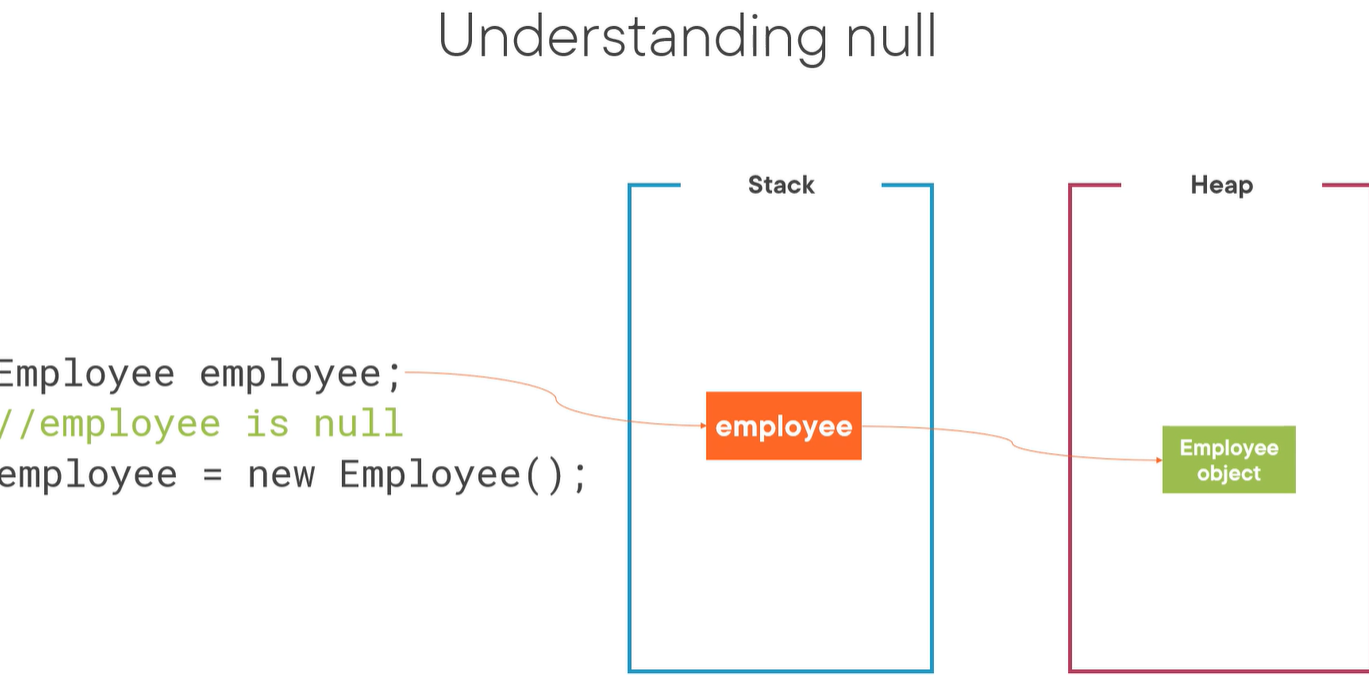 Understanding null
Stack
Heap
Employee employee;
//employee is null
employee = new Employee();
employee
Employee
object